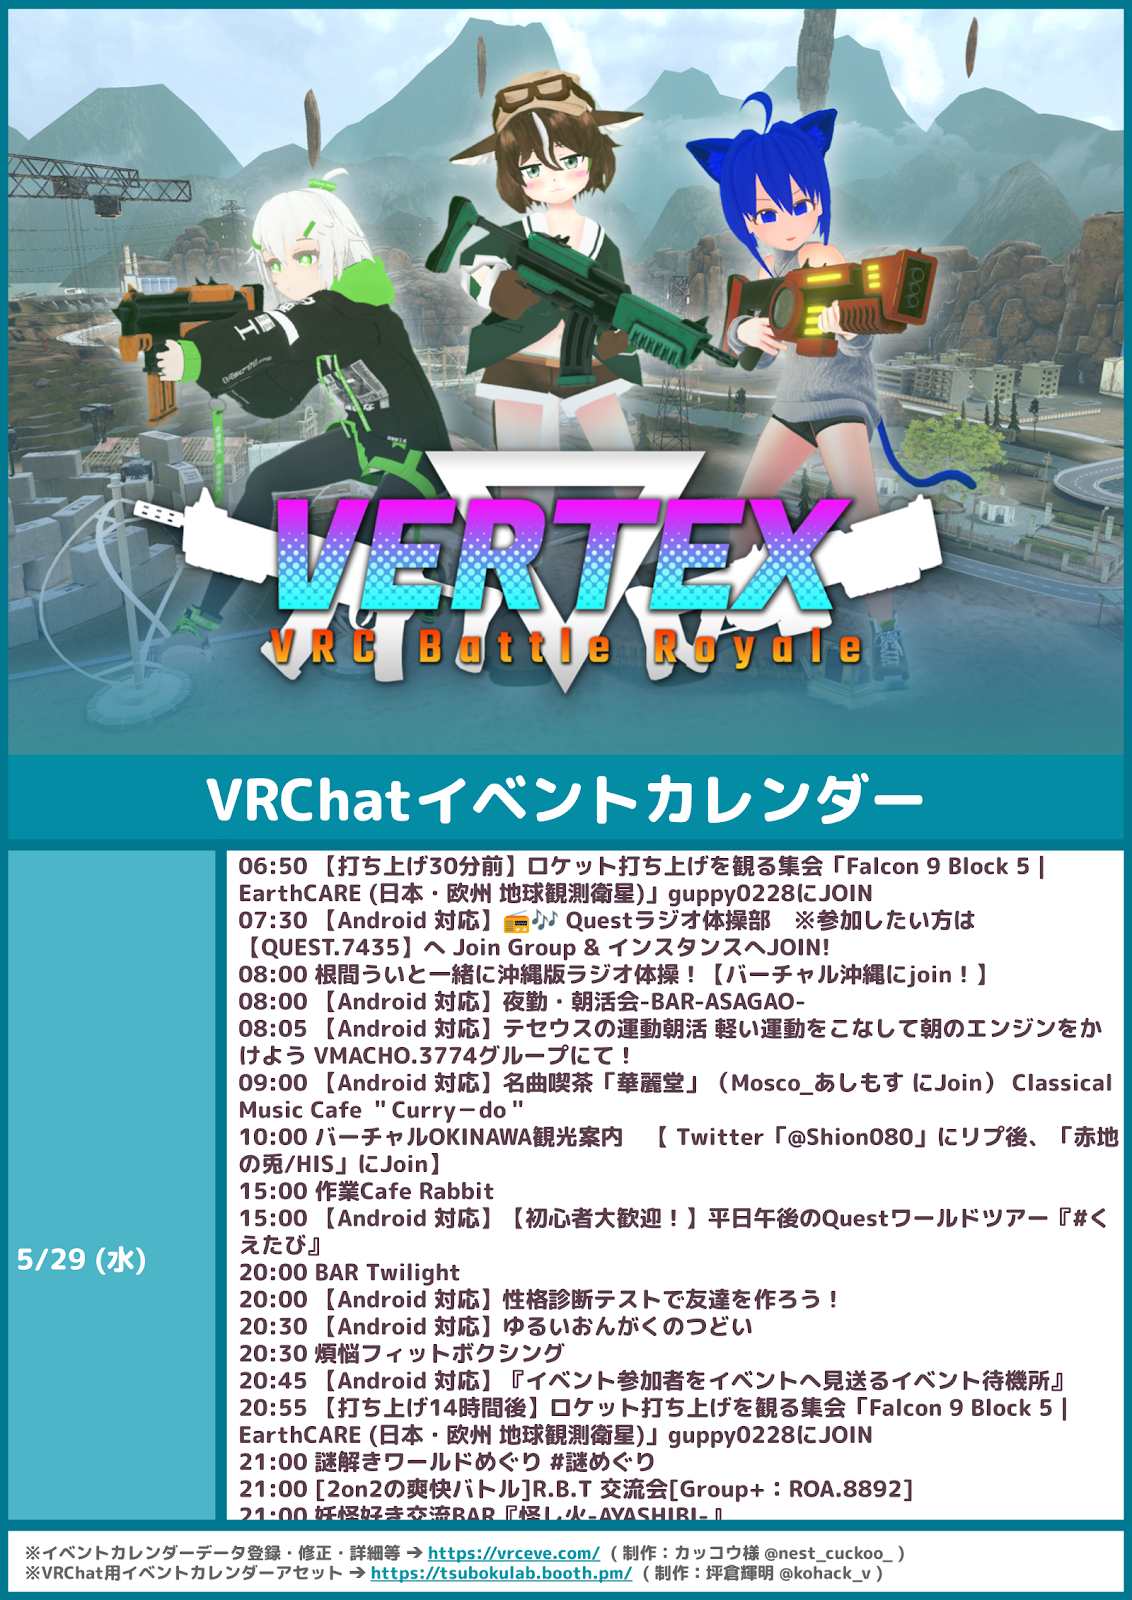 VERTEX
VRC Battle Royale
VRChatイベントカレンダー
5/29 (水)
06:50 【打ち上げ30分前】ロケット打ち上げを観る集会「Falcon 9 Block 5 |
EarthCARE (日本・欧州 地球観測衛星)」guppy0228にJOIN
07:30 【Android 対応】📻🎶 Questラジオ体操部　※参加したい方は
【QUEST.7435】へ Join Group & インスタンスへJOIN!
08:00 根間ういと一緒に沖縄版ラジオ体操！【バーチャル沖縄にjoin！】
08:00 【Android 対応】夜勤・朝活会-BAR-ASAGAO-
08:05 【Android 対応】テセウスの運動朝活 軽い運動をこなして朝のエンジンをか
けよう VMACHO.3774グループにて！
09:00 【Android 対応】名曲喫茶「華麗堂」（Mosco_あしもす にJoin） Classical
Music Cafe ＂Curry－do＂
10:00 バーチャルOKINAWA観光案内　【 Twitter「@Shion080」にリプ後、「赤地
の兎/HIS」にJoin】
15:00 作業Cafe Rabbit
15:00 【Android 対応】【初心者大歓迎！】平日午後のQuestワールドツアー『#く
えたび』
20:00 BAR Twilight
20:00 【Android 対応】性格診断テストで友達を作ろう！
20:30 【Android 対応】ゆるいおんがくのつどい
20:30 煩悩フィットボクシング
20:45 【Android 対応】『イベント参加者をイベントへ見送るイベント待機所』
20:55 【打ち上げ14時間後】ロケット打ち上げを観る集会「Falcon 9 Block 5 |
EarthCARE (日本・欧州 地球観測衛星)」guppy0228にJOIN
21:00 謎解きワールドめぐり #謎めぐり
21:00 [2on2の爽快バトル]R.B.T 交流会[Group+：ROA.8892]
21:00 妖怪好き交流BAR『怪し火-AYASHIBI-』
※イベントカレンダーデータ登録・修正・詳細等 ➔ https://vrceve.com/ （制作：カッコウ様 @nest_cuckoo_ ）
※VRChat用イベントカレンダーアセット ➔ https://tsubokulab.booth.pm/ （制作：坪倉輝明 @kohack_v ）